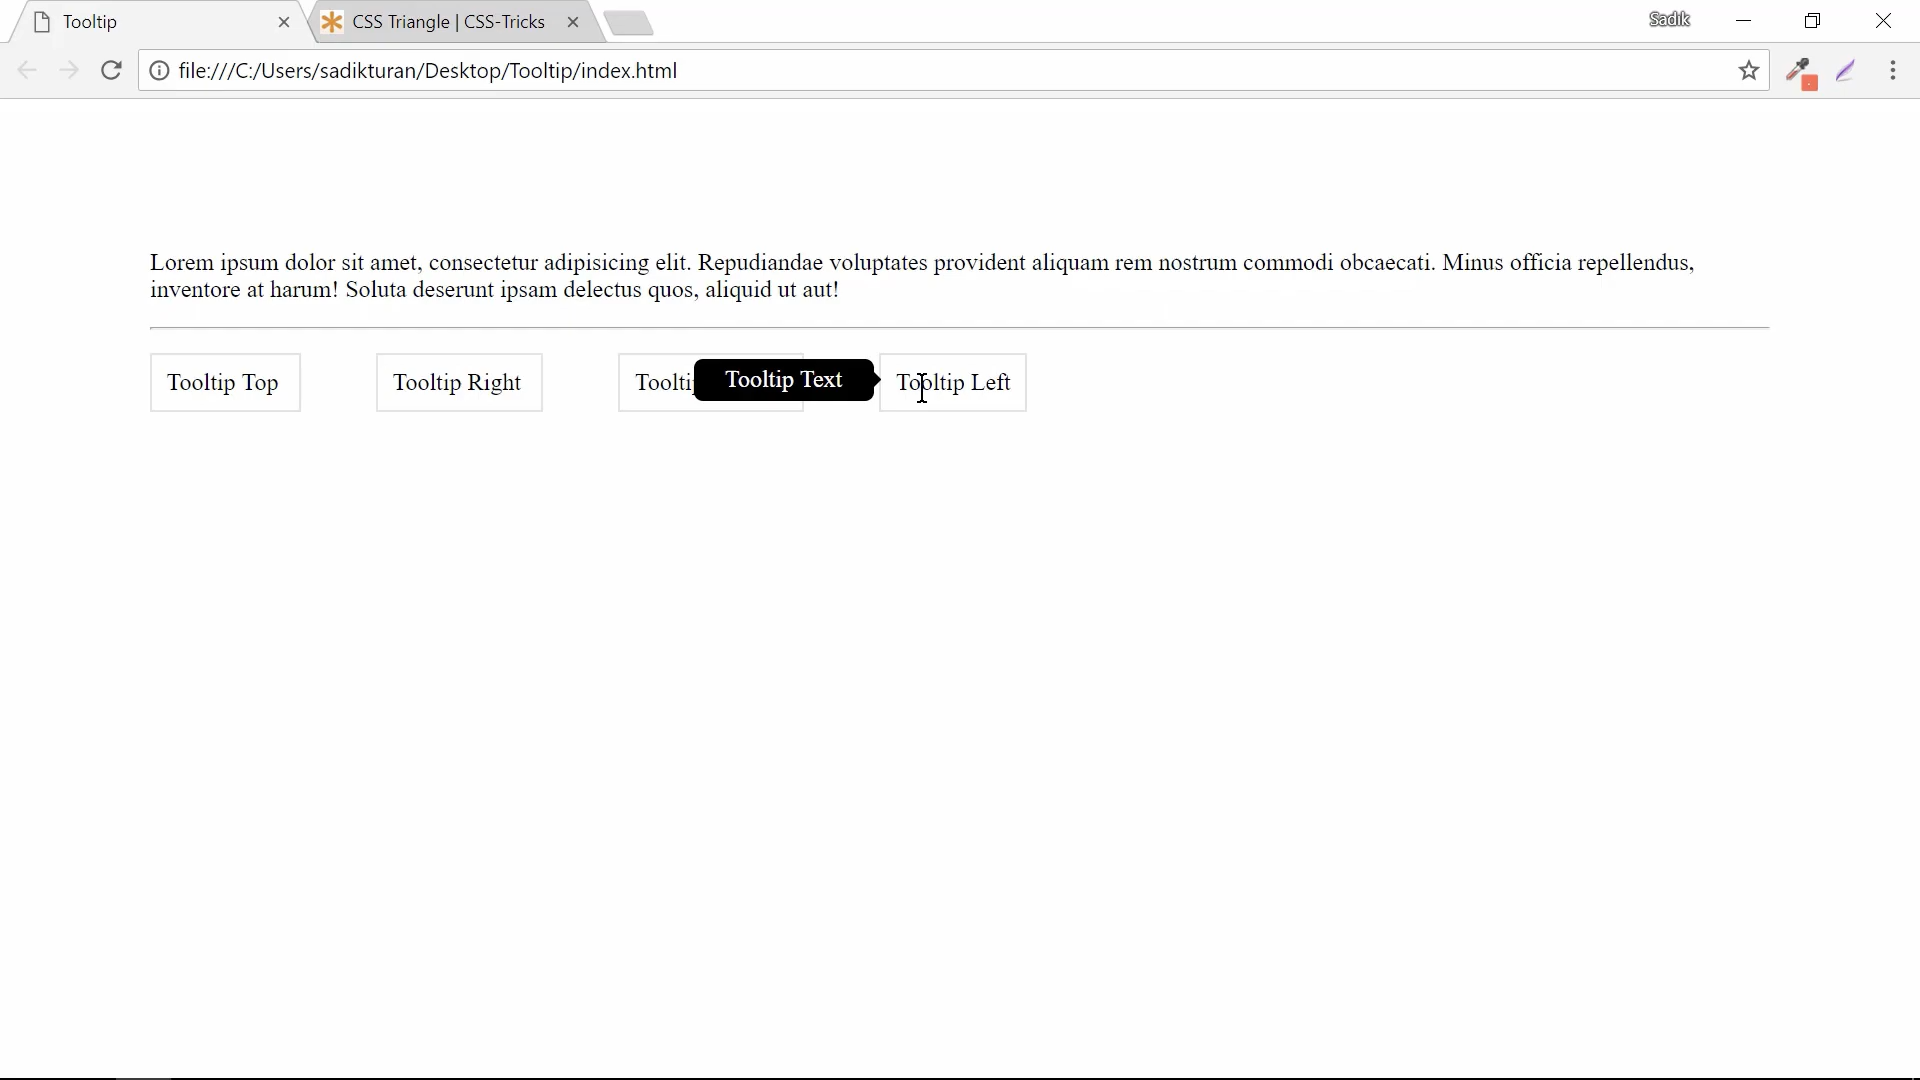 Tooltip
CSS Triangle | CSS-Tricks
Sadik
file:///C:/Users/sadikturan/Desktop/Tooltip/index.html
Lorem ipsum dolor sit amet, consectetur adipisicing elit. Repudiandae voluptates provident aliquam rem nostrum commodi obcaecati. Minus officia repellendus,
inventore at harum! Soluta deserunt ipsam delectus quos, aliquid ut aut!
Tooltip Top
Tooltip Right
Tooltip Text
Tooltip Left